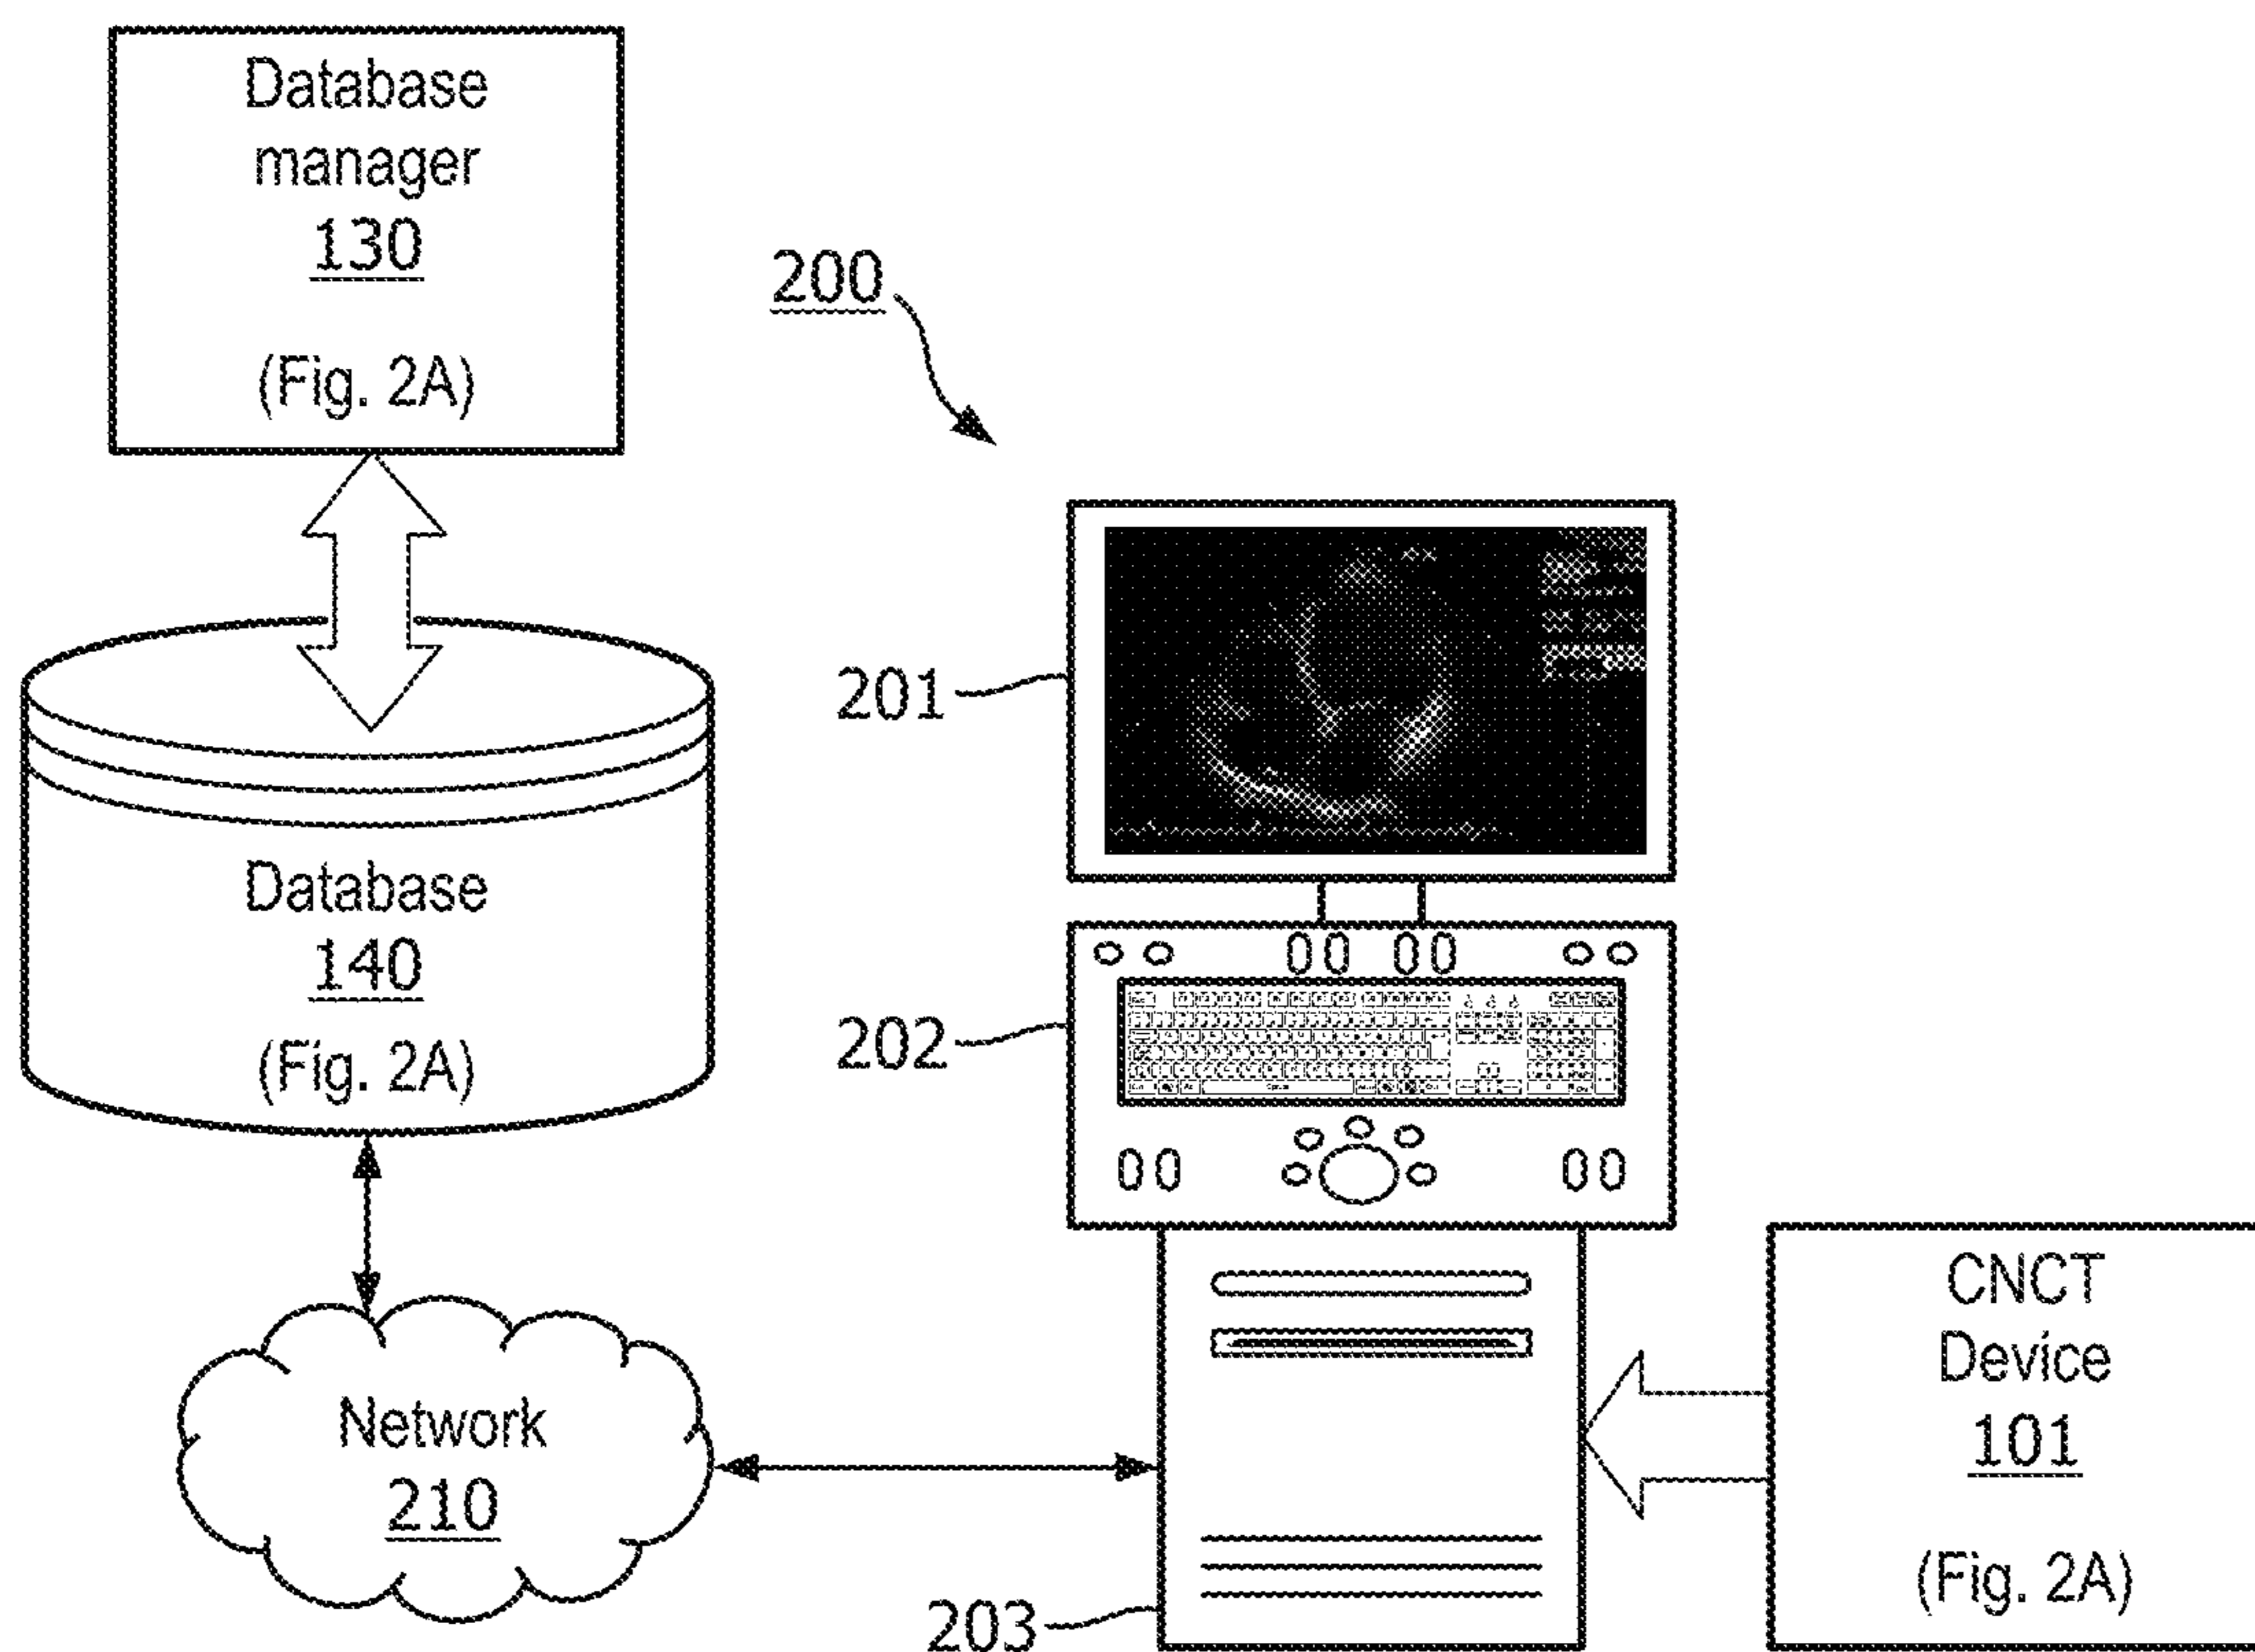 Database
manager
130
(Fig. 2A)
200
201
Database
140
(Fig. 2A)
202
CNCT
Device
101
(Fig. 2A)
Network
210
203